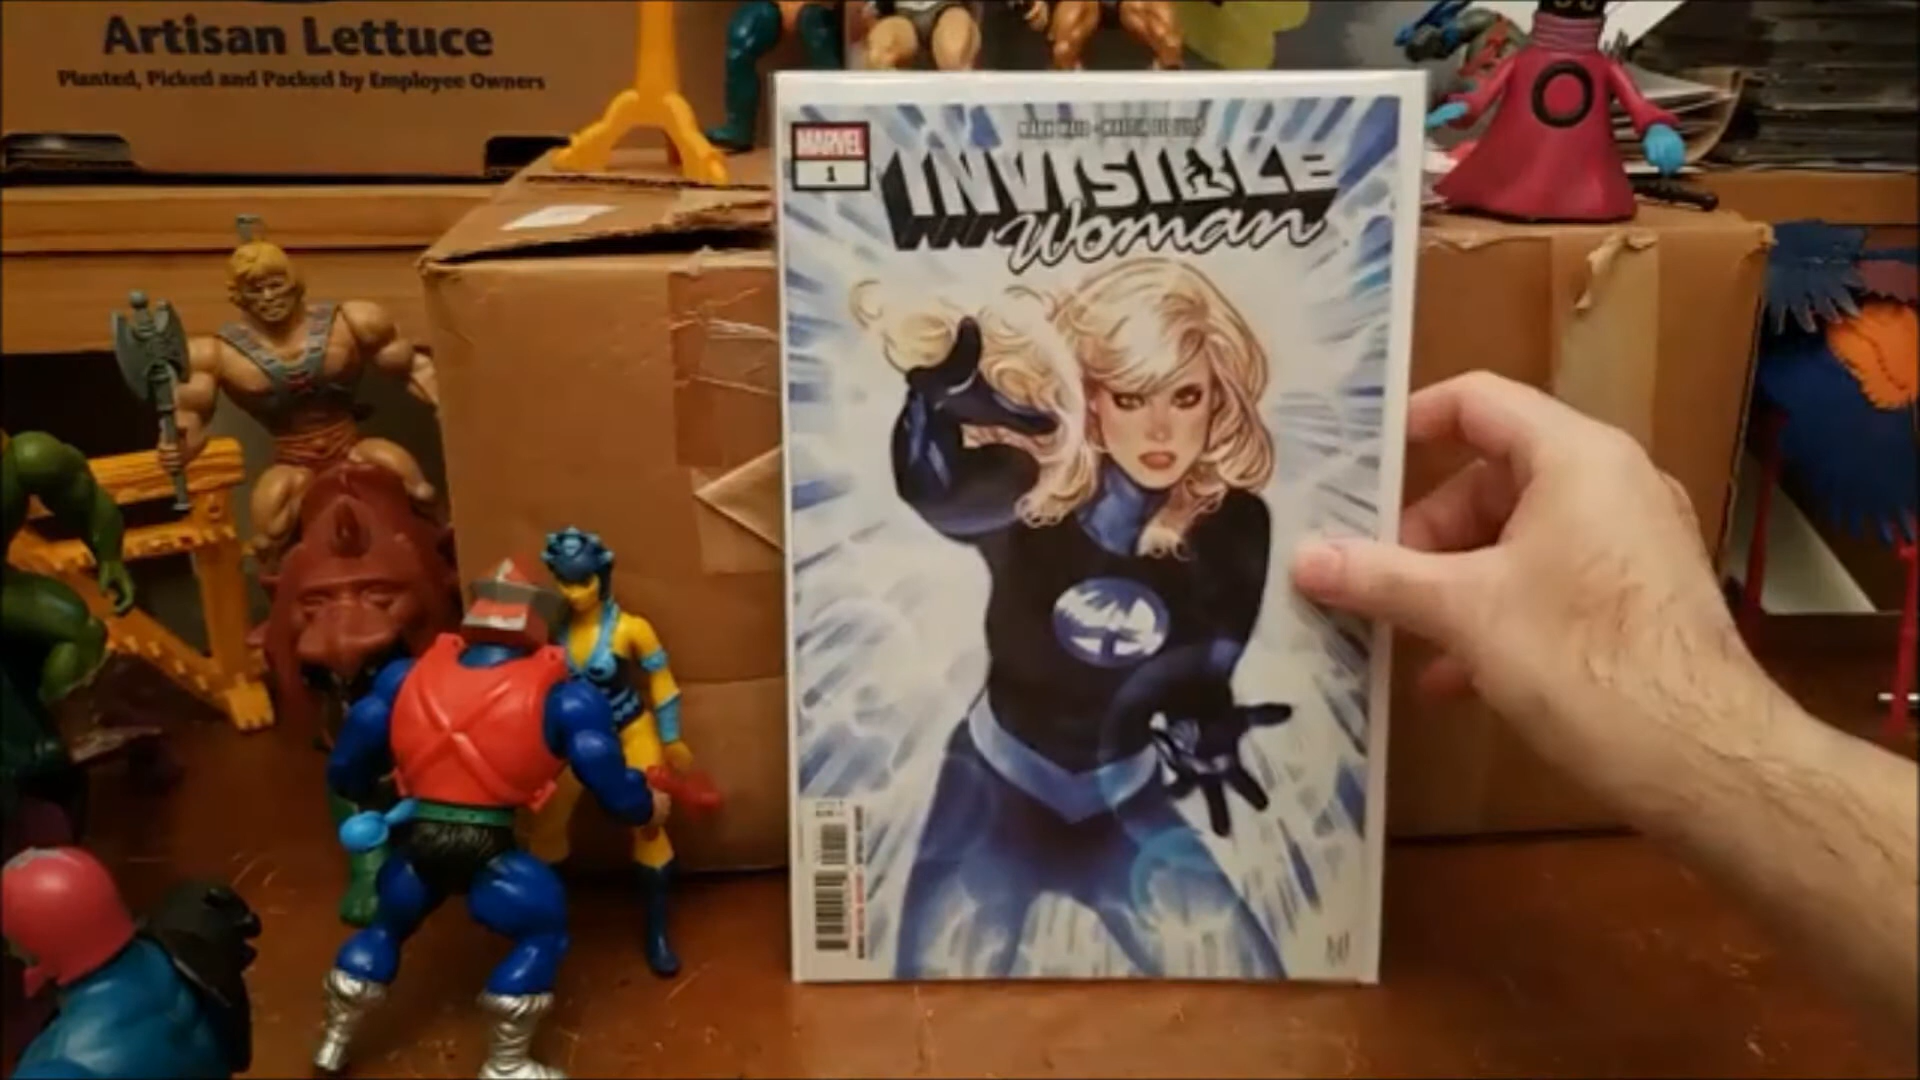 Artisan Lettuce
Planted, Picked and Packed by Employee Owners
MARVEL
1
INVISIBLE
Woman